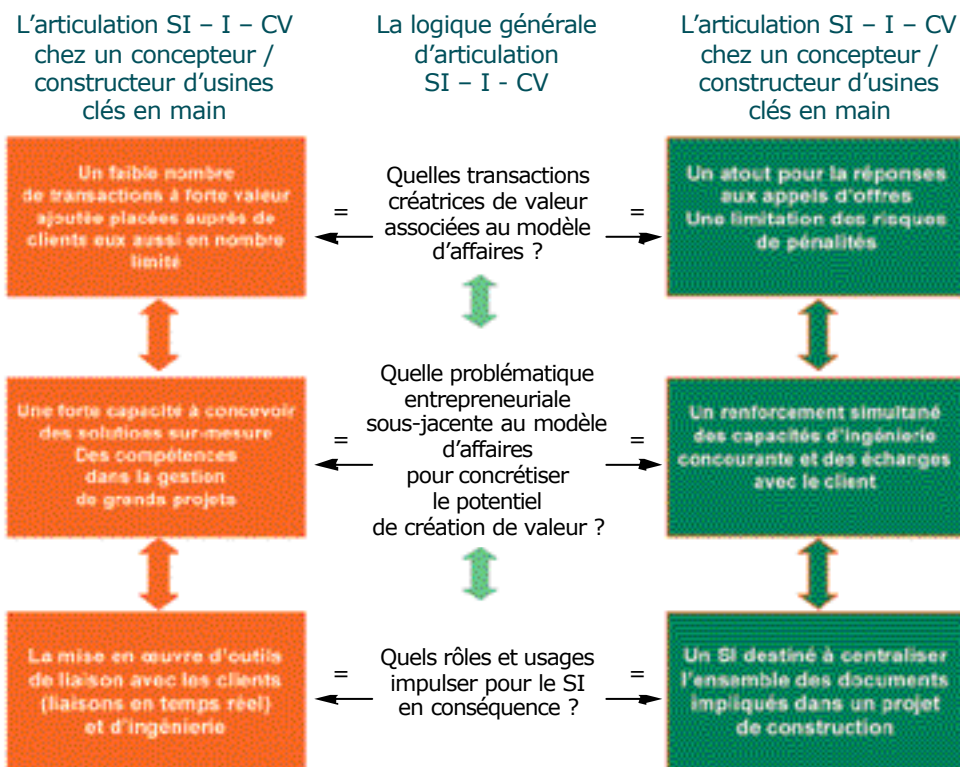 L’articulation SI – I – CV
chez un concepteur /
constructeur d’usines
clés en main
La logique générale
d’articulation
SI – I - CV
L’articulation SI – I – CV
chez un concepteur /
constructeur d’usines
clés en main
Un faible nombre
de transactions à forte valeur
ajoutée placées auprès de
clients eux aussi en nombre
limité
=
Quelles transactions
créatrices de valeur
associées au modèle
d’affaires ?
=
Un atout pour la réponses
aux appels d’offres
Une limitation des risques
de pénalités
Une forte capacité à concevoir
des solutions sur-mesure
Des compétences
dans la gestion
de grands projets
=
Quelle problématique
entrepreneuriale
sous-jacente au modèle
d’affaires
pour concrétiser
le potentiel
de création de valeur ?
=
Un renforcement simultané
des capacités d’ingénierie
concourante et des échanges
avec le client
La mise en œuvre d’outils
de liaison avec les clients
(liaisons en temps réel)
et d’ingénierie
=
Quels rôles et usages
impulser pour le SI
en conséquence ?
=
Un SI destiné à centraliser
l’ensemble des documents
impliqués dans un projet
de construction